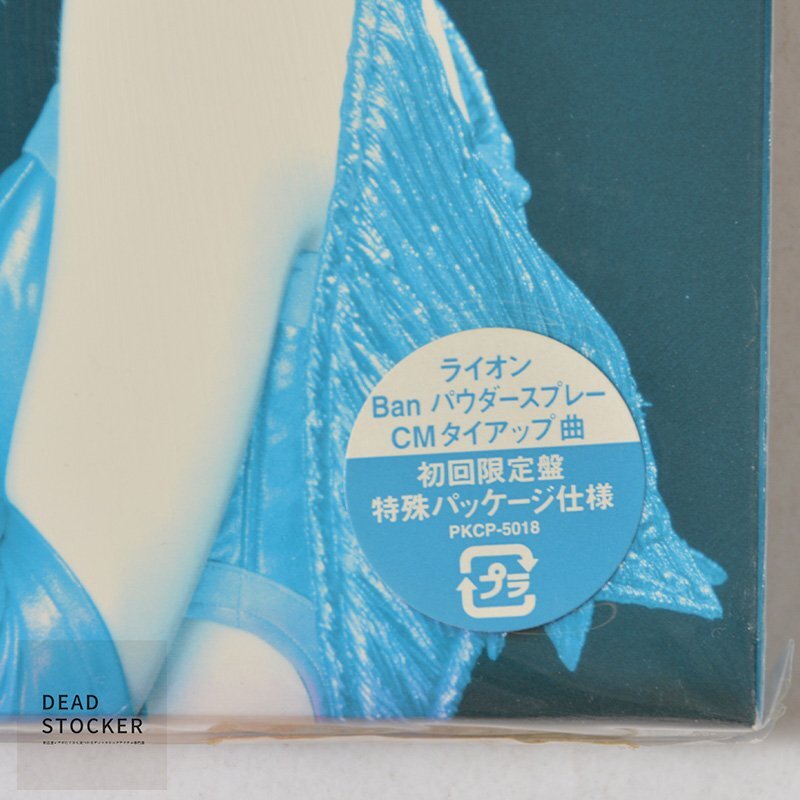 ライオン
Ban パウダースプレー
CMタイアップ曲
初回限定盤
特殊パッケージ仕様
PKCP-5018
プラ
DEAD
STOCKER